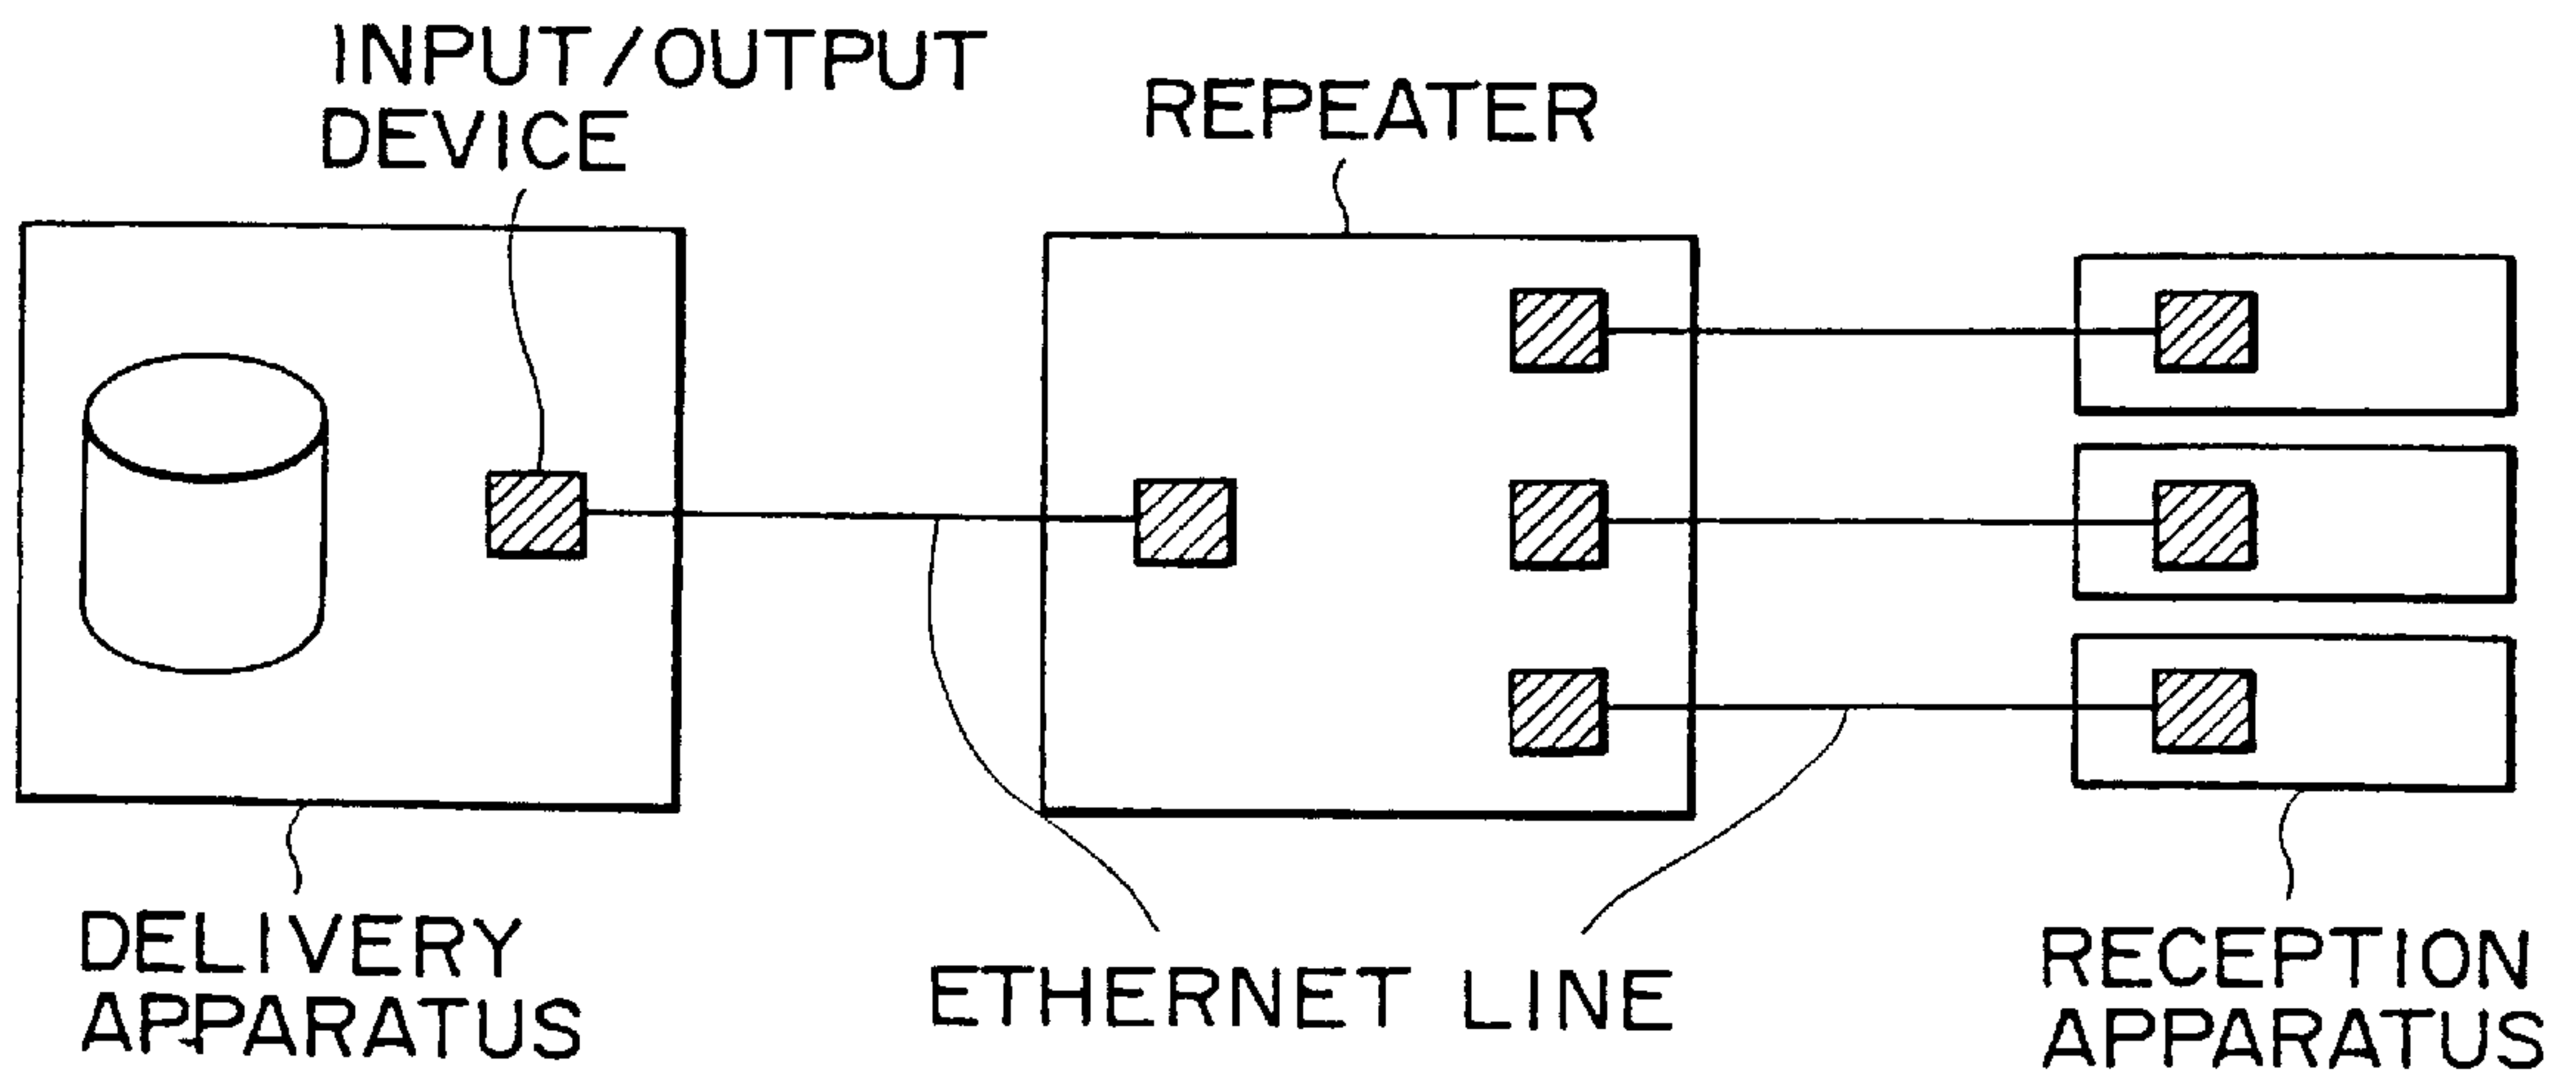 INPUT/OUTPUT
DEVICE
REPEATER
DELIVERY
APPARATUS
ETHERNET LINE
RECEPTION
APPARATUS